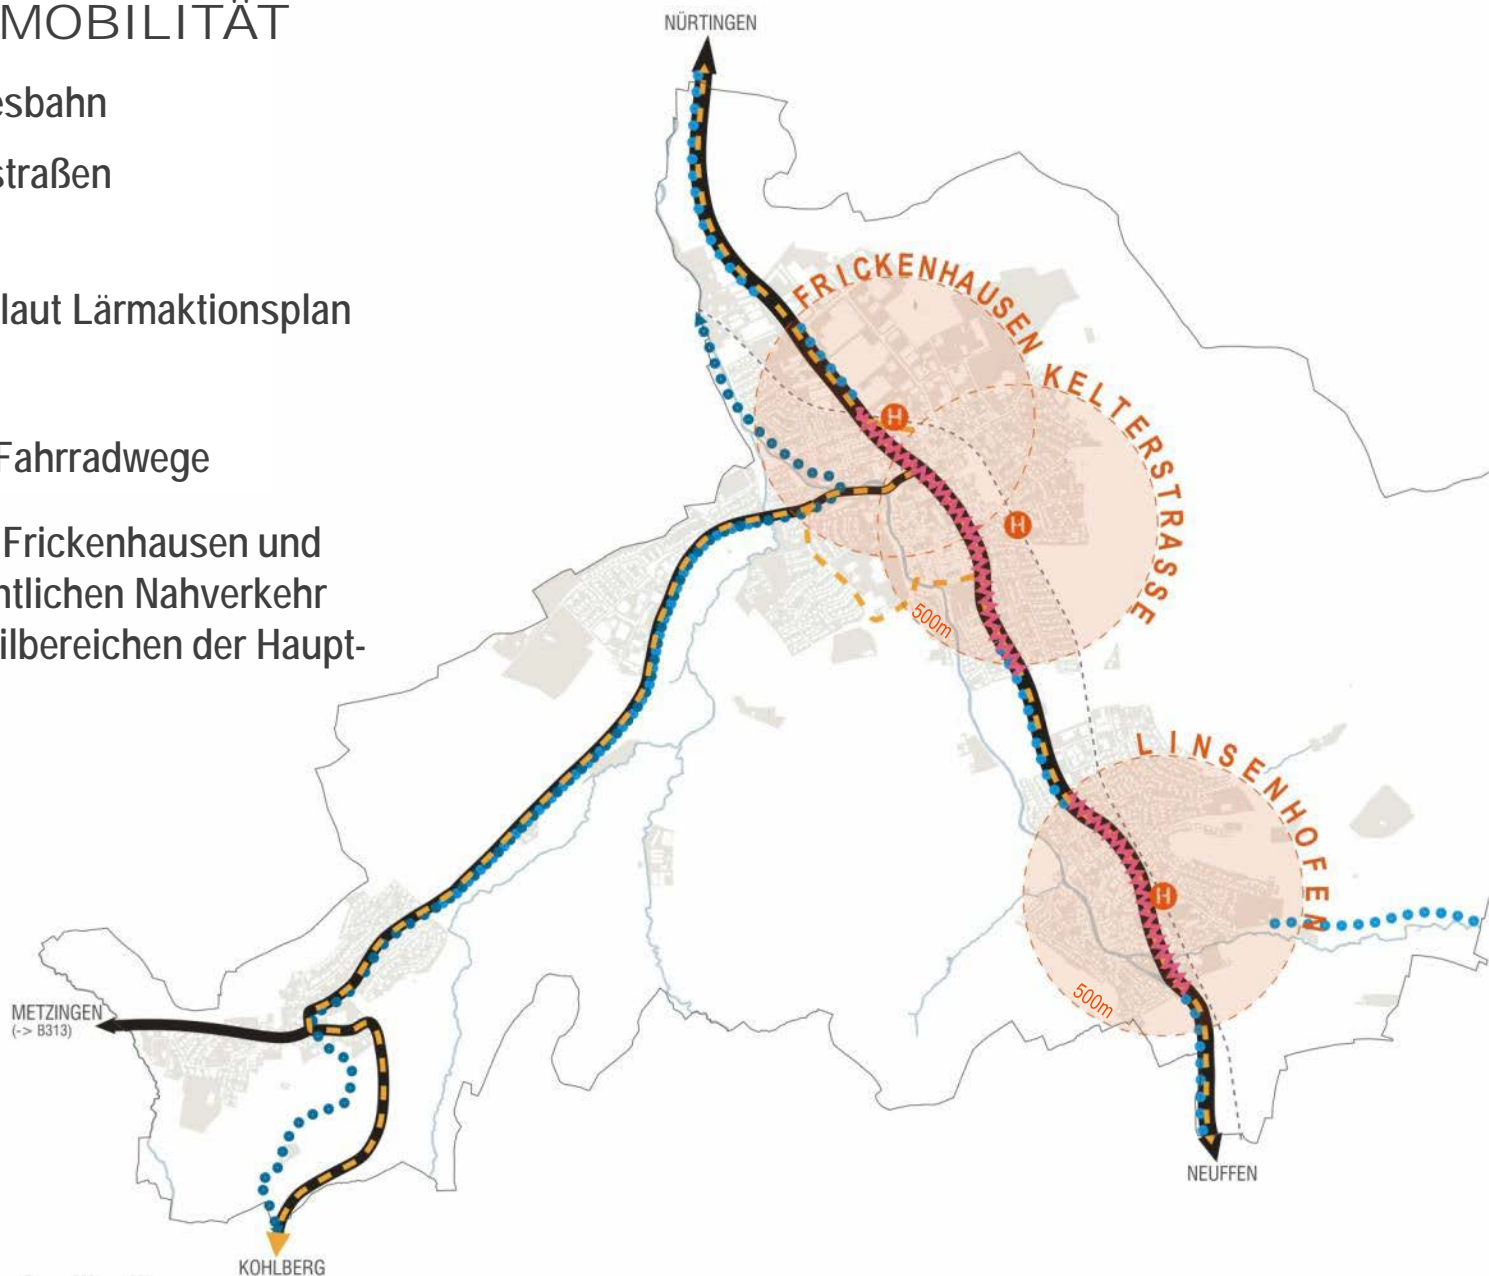 MOBILITÄT
esbahn
straßen
laut Lärmaktionsplan
Fahrradwege
Frickenhausen und
ntlichen Nahverkehr
ilbereichen der Haupt-
NÜRTINGEN
FRICKENHAUSEN
KELTERSTRASSE
H
H
500m
LINSENHOFEN
H
500m
METZINGEN
(-> B313)
NEUFFEN
KOHLBERG